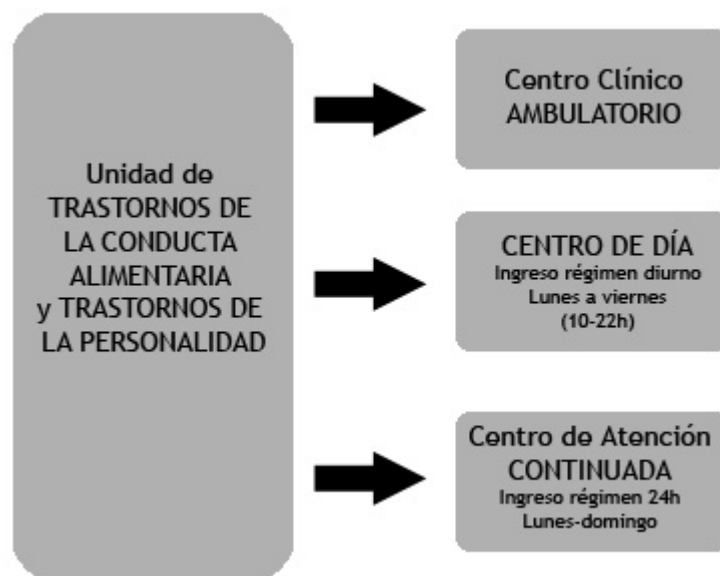 Unidad de
TRASTORNOS DE
LA CONDUCTA
ALIMENTARIA
y TRASTORNOS DE
LA PERSONALIDAD
Centro Clínico
AMBULATORIO
CENTRO DE DÍA
Ingreso régimen diurno
Lunes a viernes
(10-22h)
Centro de Atención
CONTINUADA
Ingreso régimen 24h
Lunes-domingo